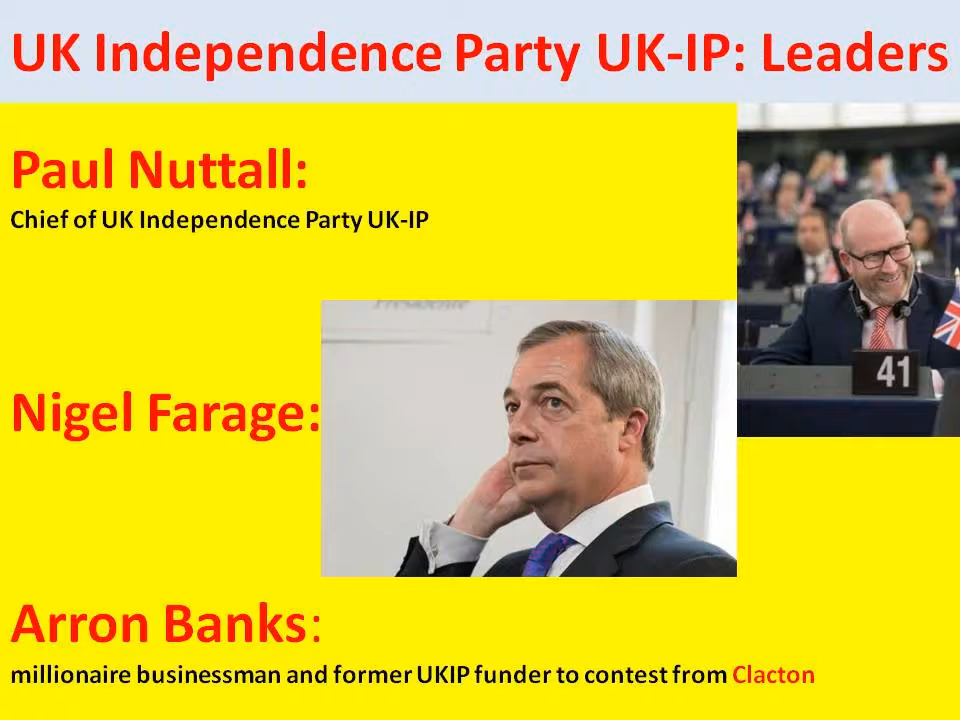 UK Independence Party UK-IP: Leaders
Paul Nuttall:
Chief of UK Independence Party UK-IP
Presidente
41
Nigel Farage:
Arron Banks:
millionaire businessman and former UKIP funder to contest from Clacton